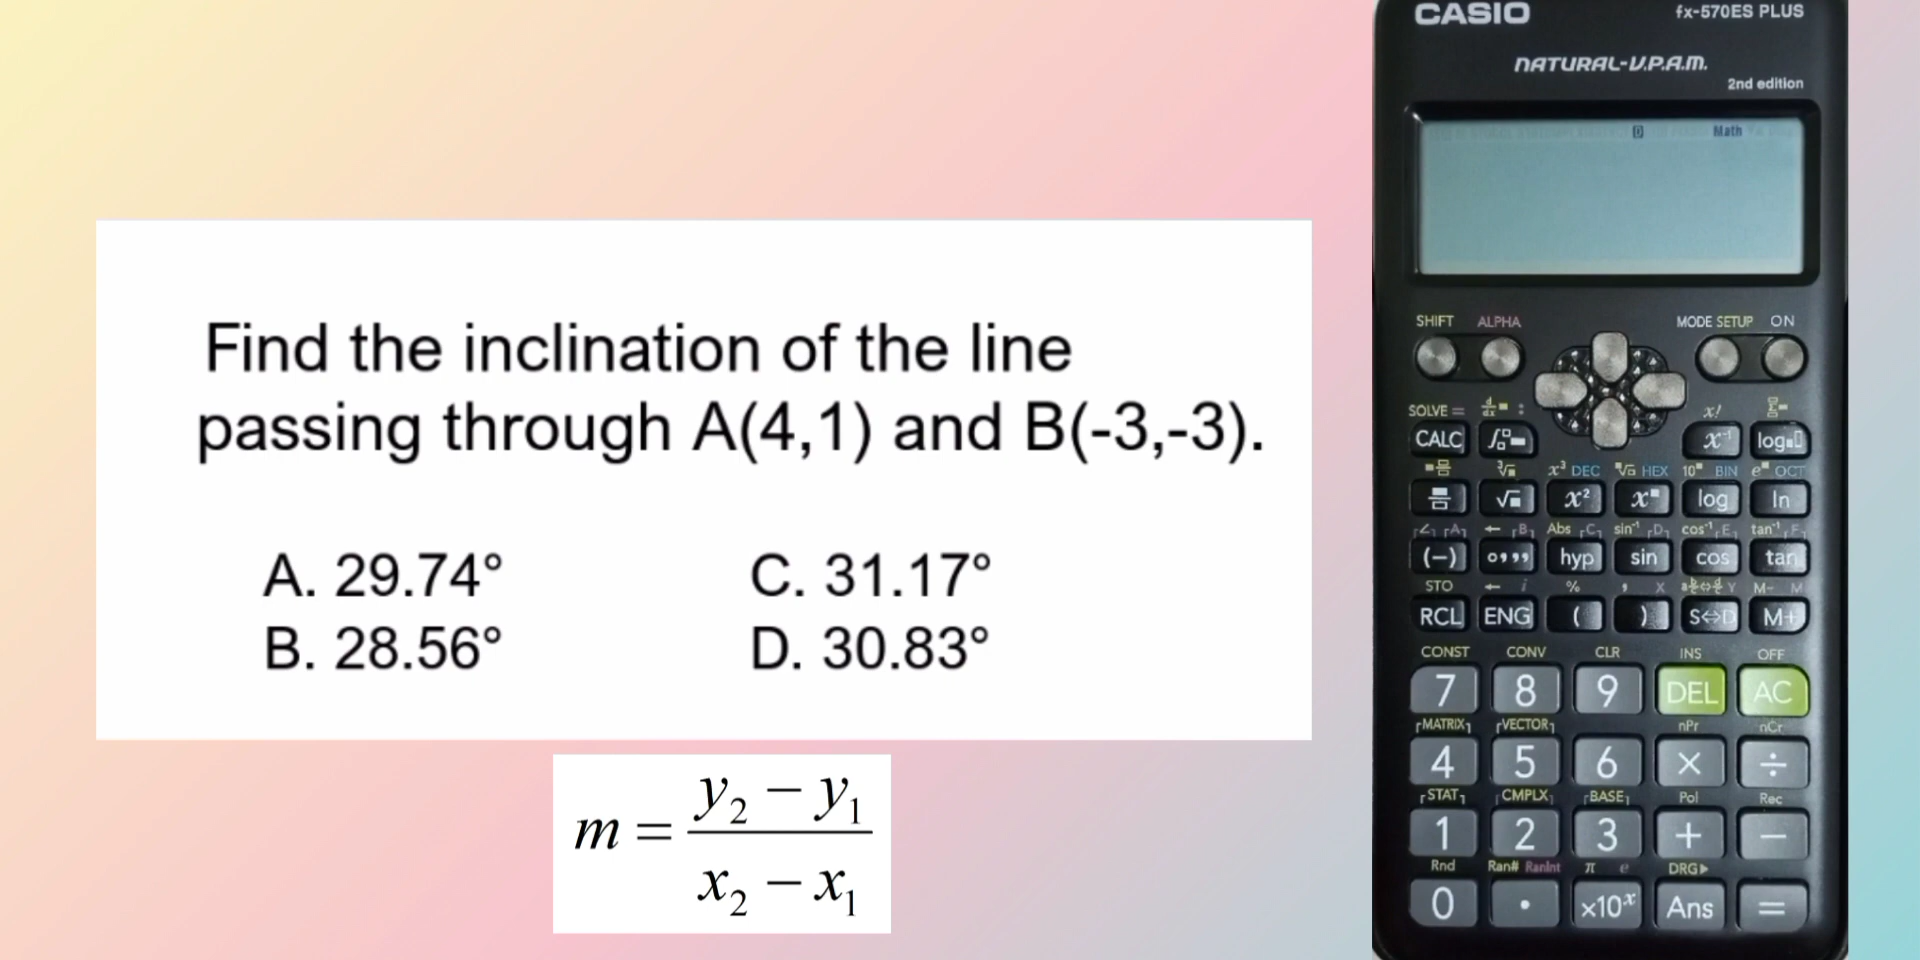 Find the inclination of the line
passing through A(4,1) and B(-3,-3).
A. 29.74° C. 31.17°
B. 28.56° D. 30.83°
m = (y₂ − y₁) / (x₂ − x₁)
CASIO fx-570ES PLUS
NATURAL-V.P.A.M.
2nd edition
D Math
SHIFT ALPHA MODE SETUP ON
SOLVE = d/dx :  x!
CALC x⁻¹ log
x³ DEC HEX 10 BIN e OCT
√ x² x log ln
∠ A ← B Abs C sin⁻¹ D cos⁻¹ E tan⁻¹ F
(−) hyp sin cos tan
STO ← i % , X Y M− M
RCL ENG ( ) S⇔D M+
CONST CONV CLR INS OFF
7 8 9 DEL AC
MATRIX VECTOR nPr nCr
4 5 6 × ÷
STAT CMPLX BASE Pol Rec
1 2 3 + −
Rnd Ran# RanInt π e DRG▶
0 . ×10ˣ Ans =